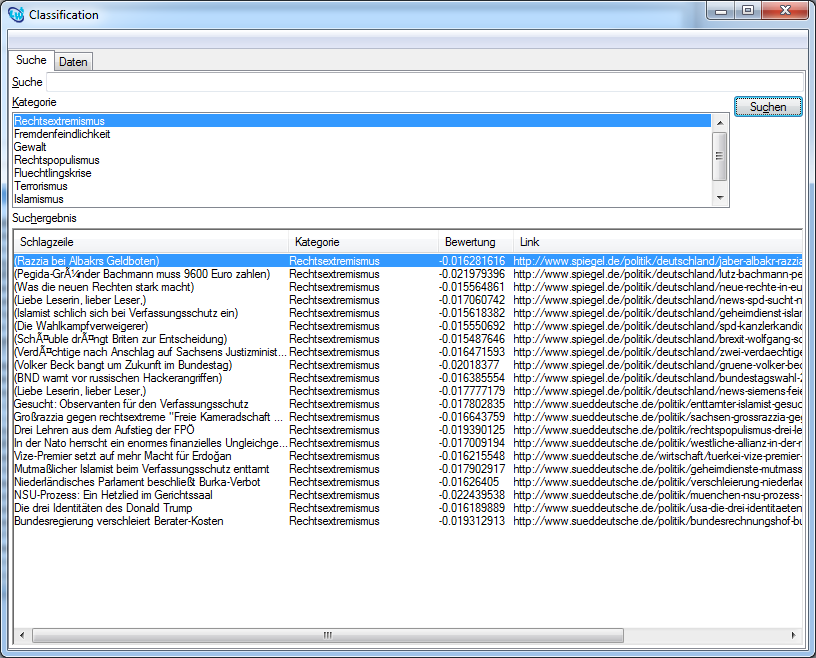 Classification
Suche Daten
Suche
Kategorie
Suchen
Rechtsextremismus
Fremdenfeindlichkeit
Gewalt
Rechtspopulismus
Fluechtlingskrise
Terrorismus
Islamismus
Suchergebnis
Schlagzeile Kategorie Bewertung Link
(Razzia bei Albakrs Geldboten) Rechtsextremismus -0.016281616 http://www.spiegel.de/politik/deutschland/jaber-albakr-razzia
(Pegida-GrÃ¼nder Bachmann muss 9600 Euro zahlen) Rechtsextremismus -0.021979396 http://www.spiegel.de/politik/deutschland/lutz-bachmann-pe
(Was die neuen Rechten stark macht) Rechtsextremismus -0.015564861 http://www.spiegel.de/politik/deutschland/neue-rechte-in-eu
(Liebe Leserin, lieber Leser,) Rechtsextremismus -0.017060742 http://www.spiegel.de/politik/deutschland/news-spd-sucht-n
(Islamist schlich sich bei Verfassungsschutz ein) Rechtsextremismus -0.015618382 http://www.spiegel.de/politik/deutschland/geheimdienst-islar
(Die Wahlkampfverweigerer) Rechtsextremismus -0.015550692 http://www.spiegel.de/politik/deutschland/spd-kanzlerkandid
(SchÃ¤uble drÃ¤ngt Briten zur Entscheidung) Rechtsextremismus -0.015487646 http://www.spiegel.de/politik/deutschland/brexit-wolfgang-sc
(VerdÃ¤chtige nach Anschlag auf Sachsens Justizminist... Rechtsextremismus -0.016471593 http://www.spiegel.de/politik/deutschland/zwei-verdaechtige
(Volker Beck bangt um Zukunft im Bundestag) Rechtsextremismus -0.02018377 http://www.spiegel.de/politik/deutschland/gruene-volker-bec
(BND warnt vor russischen Hackerangriffen) Rechtsextremismus -0.016385554 http://www.spiegel.de/politik/deutschland/bundestagswahl-2
(Liebe Leserin, lieber Leser,) Rechtsextremismus -0.017777179 http://www.spiegel.de/politik/deutschland/news-siemens-feie
Gesucht: Observanten für den Verfassungsschutz Rechtsextremismus -0.017802835 http://www.sueddeutsche.de/politik/enttarnter-islamist-gesuc
Großrazzia gegen rechtsextreme "Freie Kameradschaft ... Rechtsextremismus -0.016643759 http://www.sueddeutsche.de/politik/sachsen-grossrazzia-ge
Drei Lehren aus dem Aufstieg der FPÖ Rechtsextremismus -0.019390125 http://www.sueddeutsche.de/politik/rechtspopulismus-drei-le
In der Nato herrscht ein enormes finanzielles Ungleichge... Rechtsextremismus -0.017009194 http://www.sueddeutsche.de/politik/westliche-allianz-in-der-r
Vize-Premier setzt auf mehr Macht für Erdoğan Rechtsextremismus -0.016215548 http://www.sueddeutsche.de/wirtschaft/tuerkei-vize-premier-
Mutmaßlicher Islamist beim Verfassungsschutz enttarnt Rechtsextremismus -0.017902917 http://www.sueddeutsche.de/politik/geheimdienste-mutmass
Niederländisches Parlament beschließt Burka-Verbot Rechtsextremismus -0.01626405 http://www.sueddeutsche.de/politik/verschleierung-niederlae
NSU-Prozess: Ein Hetzlied im Gerichtssaal Rechtsextremismus -0.022439538 http://www.sueddeutsche.de/politik/muenchen-nsu-prozess-
Die drei Identitäten des Donald Trump Rechtsextremismus -0.016189889 http://www.sueddeutsche.de/politik/usa-die-drei-identitaeten
Bundesregierung verschleiert Berater-Kosten Rechtsextremismus -0.019312913 http://www.sueddeutsche.de/politik/bundesrechnungshof-bu